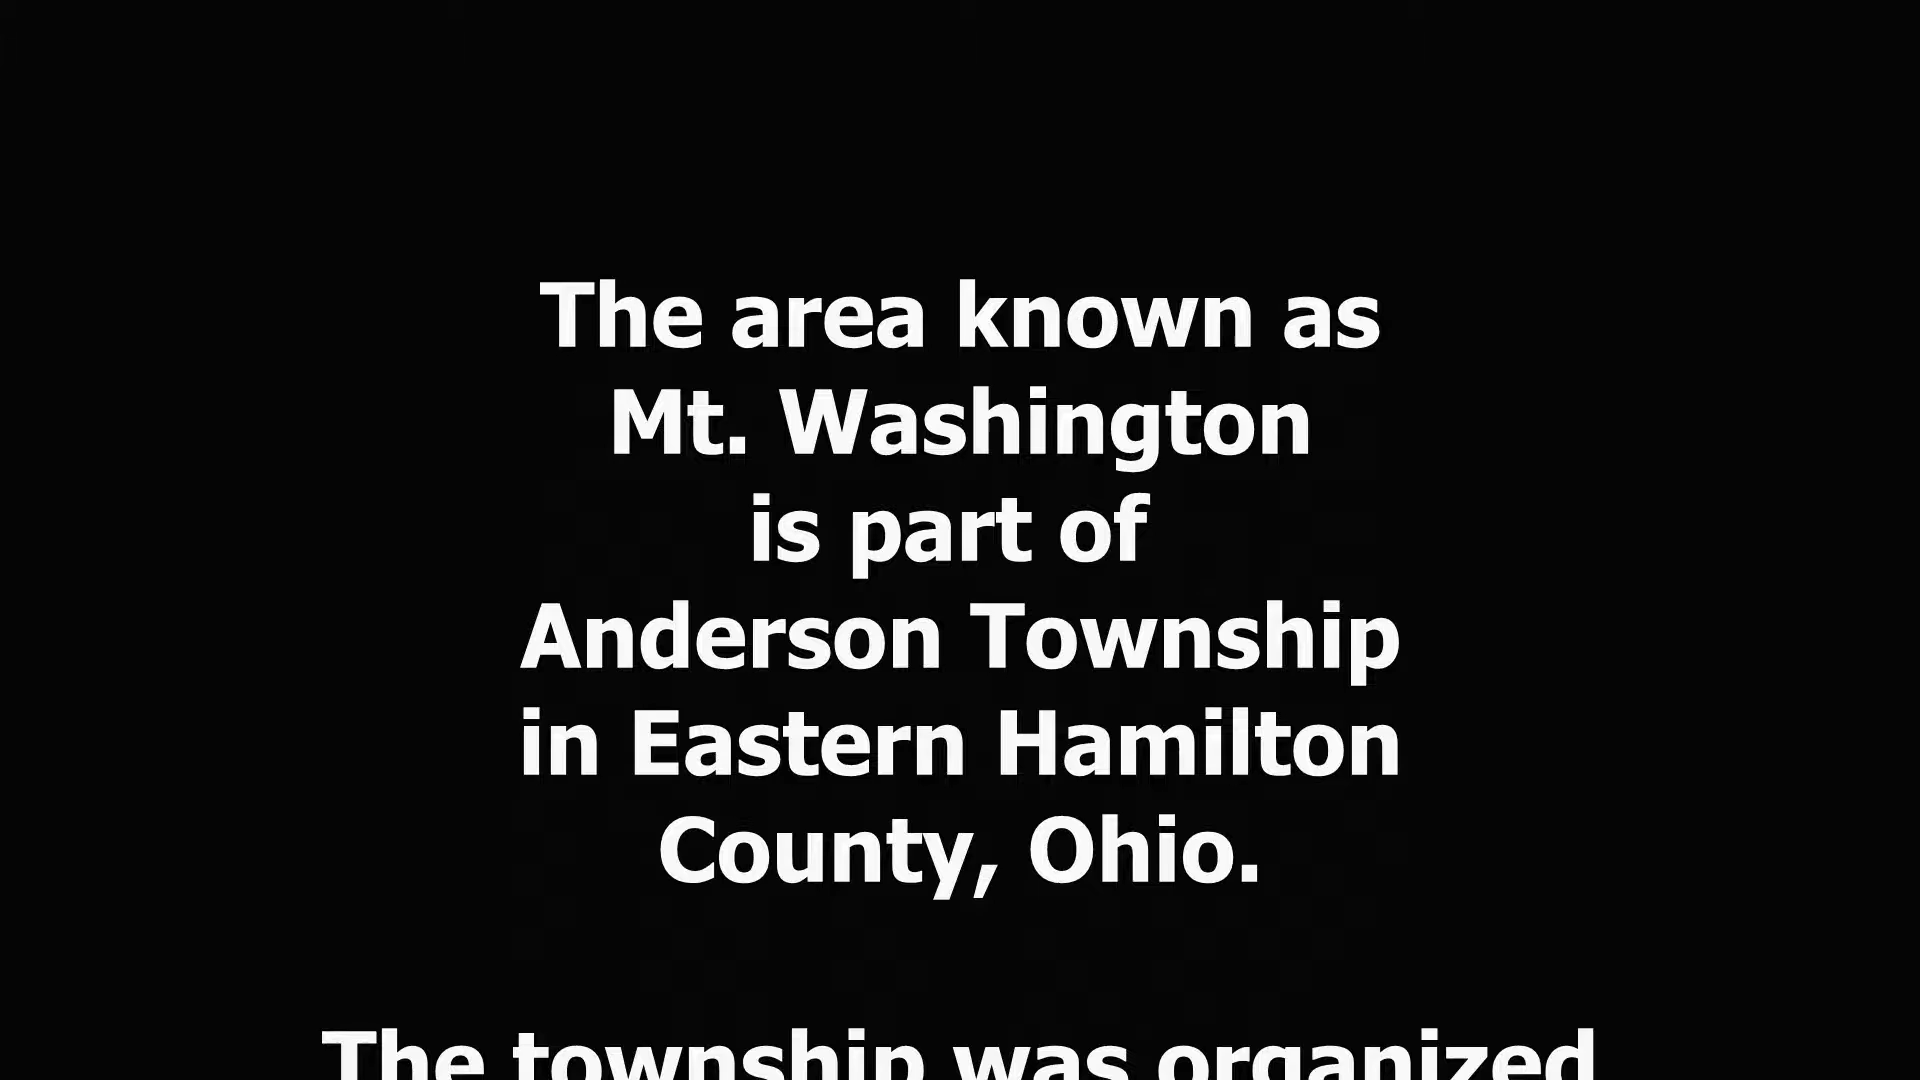 The area known as
Mt. Washington
is part of
Anderson Township
in Eastern Hamilton
County, Ohio.
The township was organized